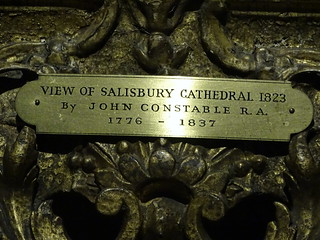 VIEW OF SALISBURY CATHEDRAL 1823
By JOHN CONSTABLE R.A.
1776 - 1837